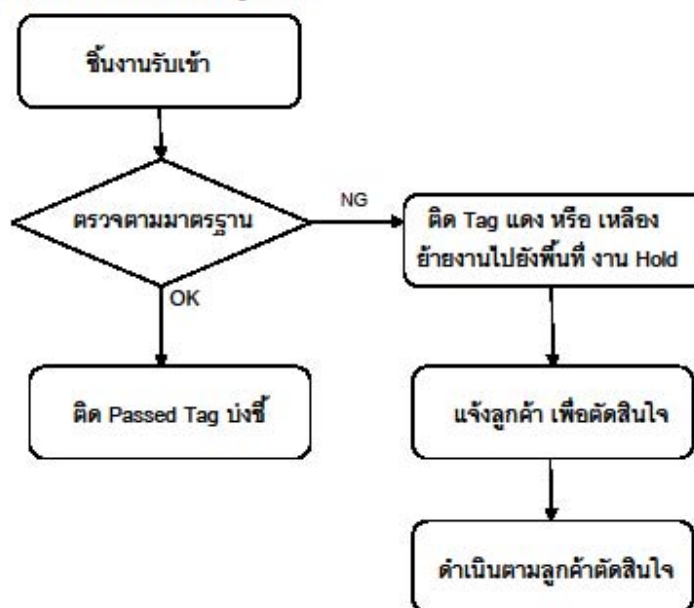 ชิ้นงานรับเข้า
ตรวจตามมาตรฐาน
NG
ติด Tag แดง หรือ เหลือง
ย้ายงานไปยังพื้นที่ งาน Hold
OK
ติด Passed Tag บ่งชี้
แจ้งลูกค้า เพื่อตัดสินใจ
ดำเนินตามลูกค้าตัดสินใจ